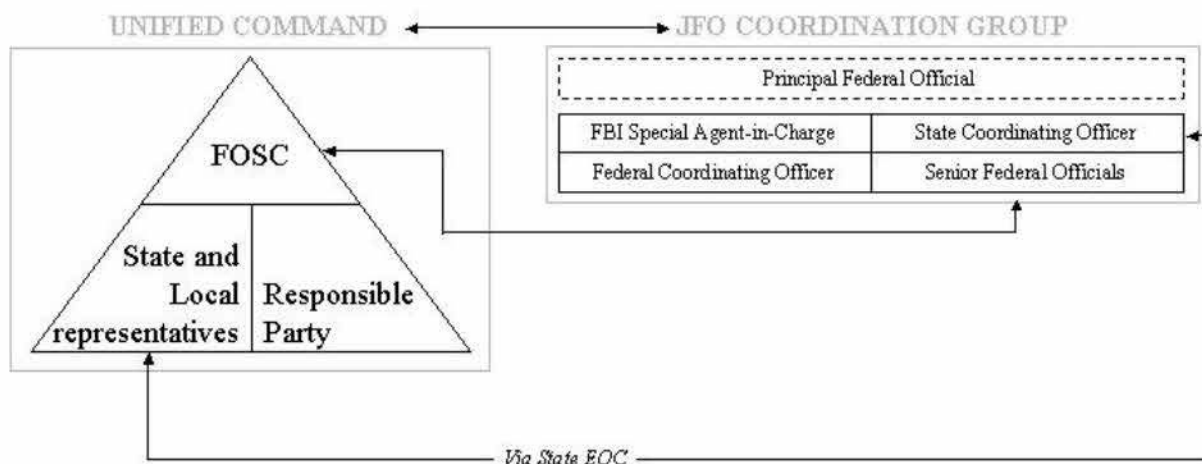 UNIFIED COMMAND
JFO COORDINATION GROUP
Principal Federal Official
FBI Special Agent-in-Charge
State Coordinating Officer
Federal Coordinating Officer
Senior Federal Officials
FOSC
State and
Local
representatives
Responsible
Party
Via State EOC